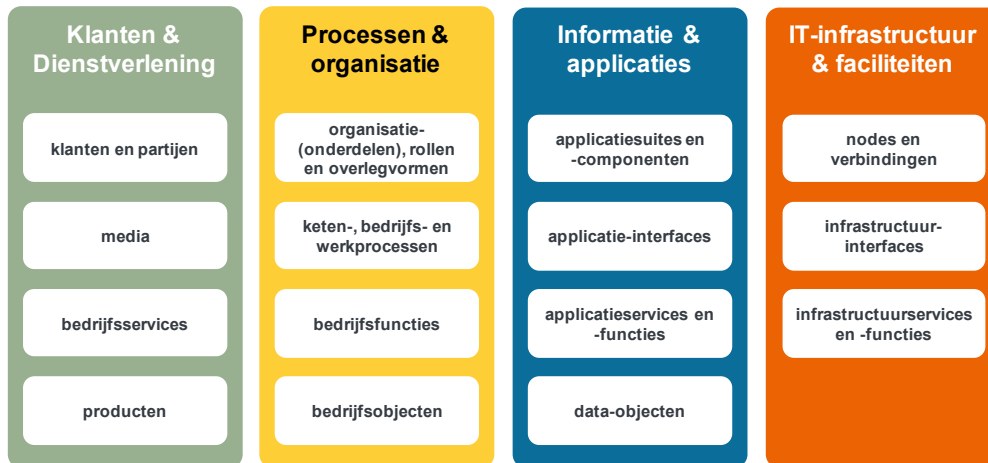 Klanten &
Dienstverlening
klanten en partijen
media
bedrijfsservices
producten
Processen &
organisatie
organisatie-
(onderdelen), rollen
en overlegvormen
keten-, bedrijfs- en
werkprocessen
bedrijfsfuncties
bedrijfsobjecten
Informatie &
applicaties
applicatiesuites en
-componenten
applicatie-interfaces
applicatieservices en
-functies
data-objecten
IT-infrastructuur
& faciliteiten
nodes en
verbindingen
infrastructuur-
interfaces
infrastructuurservices
en -functies